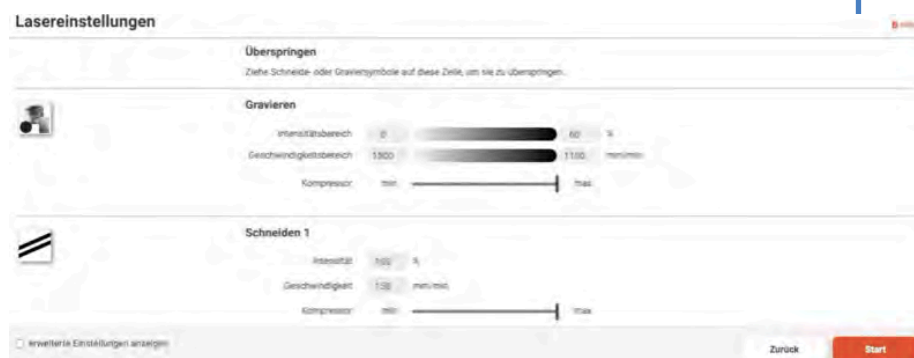 Lasereinstellungen
Überspringen
Ziehe Schneide- oder Graviersymbole auf diese Zeile, um sie zu überspringen.
Gravieren
Intensitätsbereich 0 60 %
Geschwindigkeitsbereich 1300 1100 mm/min
Kompressor min max
Schneiden 1
Intensität 100 %
Geschwindigkeit 150 mm/min
Kompressor min max
erweiterte Einstellungen anzeigen
Zurück Start